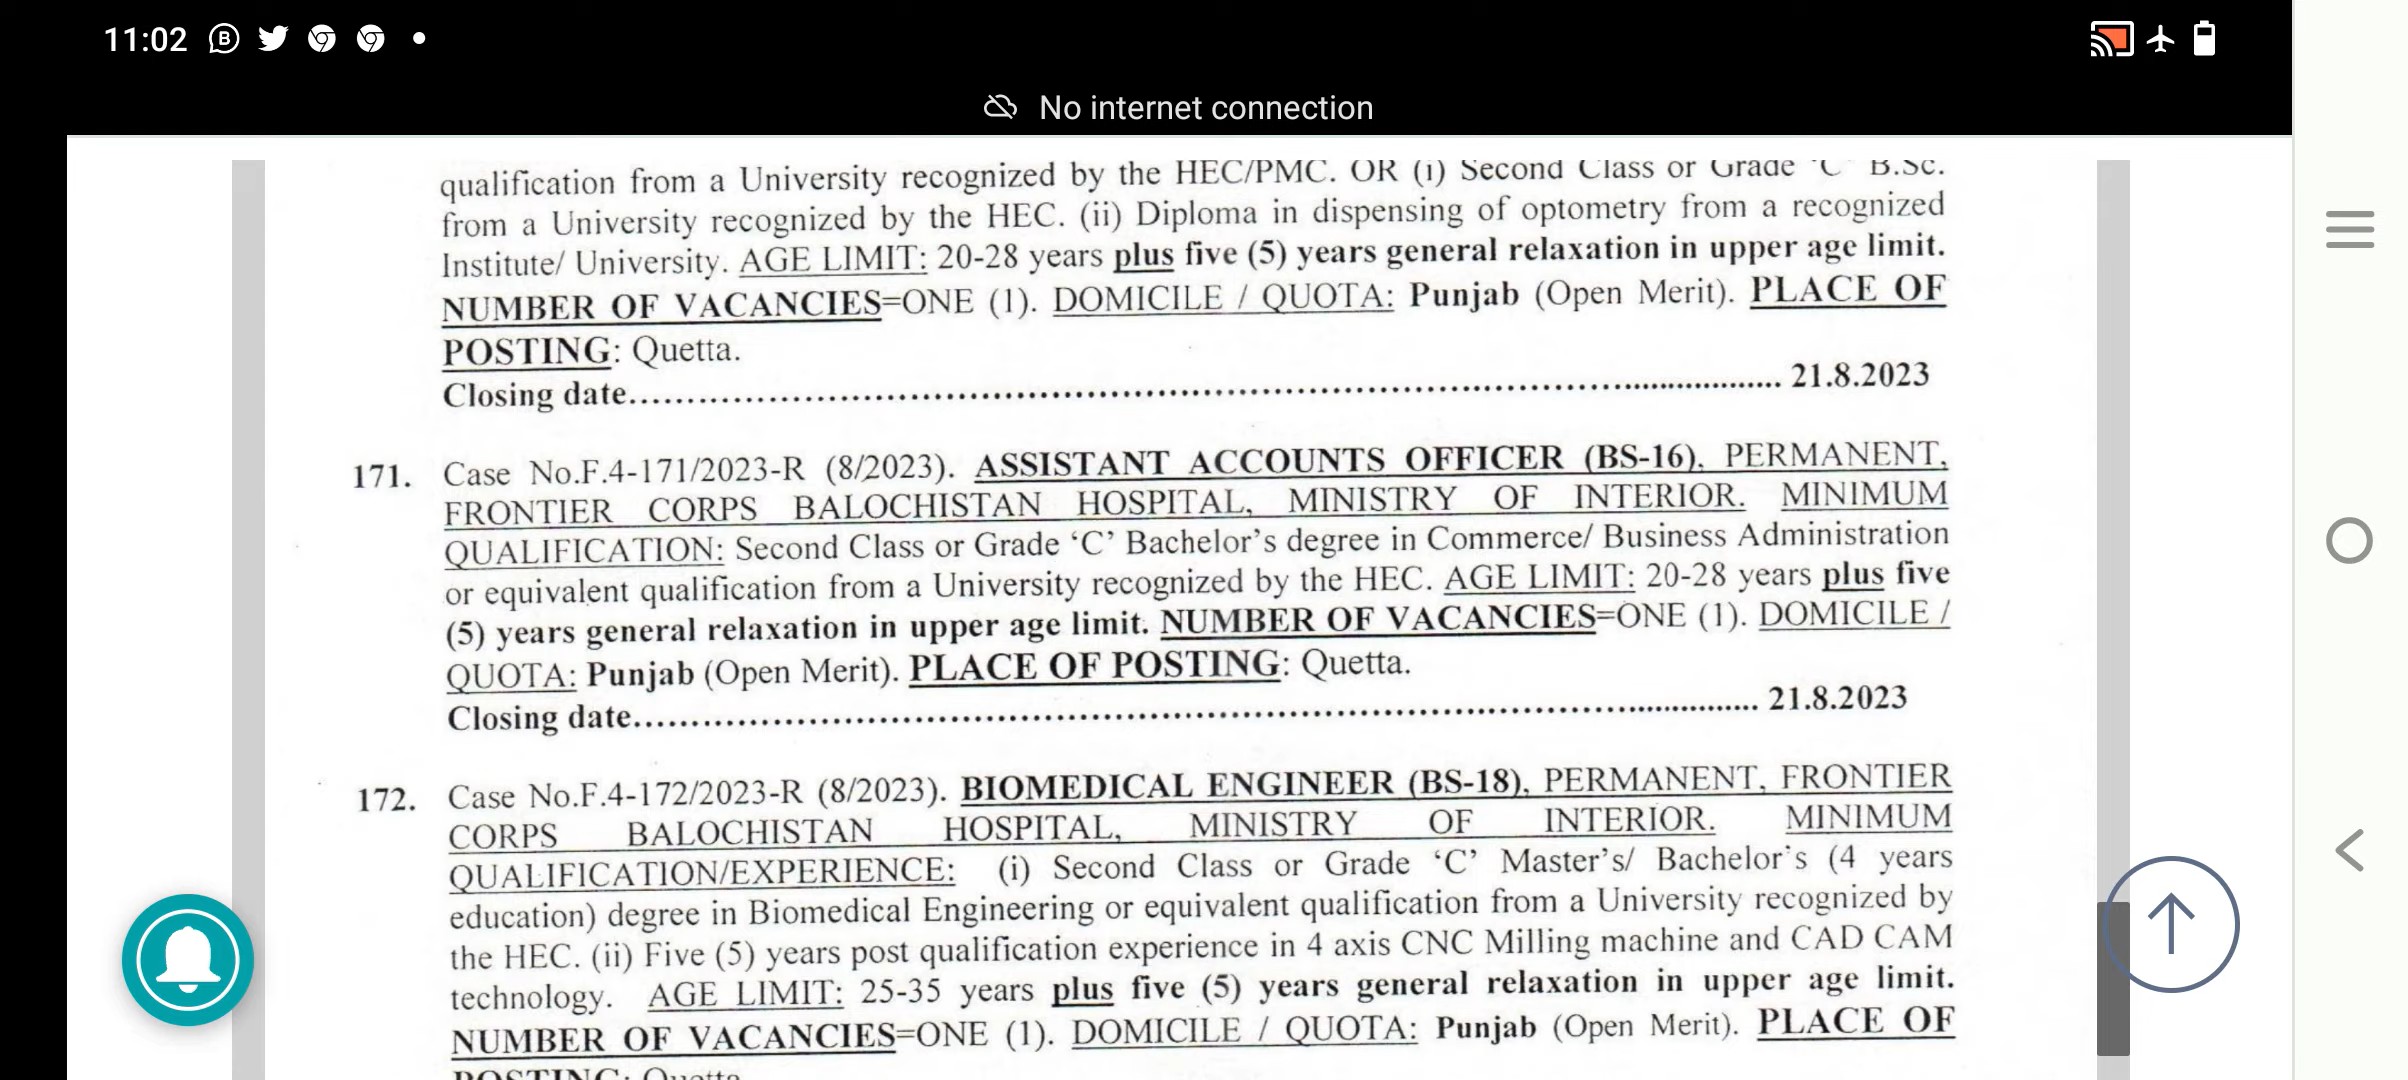 11:02
No internet connection
qualification from a University recognized by the HEC/PMC. OR (i) Second Class or Grade 'C' B.Sc.
from a University recognized by the HEC. (ii) Diploma in dispensing of optometry from a recognized
Institute/ University. AGE LIMIT: 20-28 years plus five (5) years general relaxation in upper age limit.
NUMBER OF VACANCIES=ONE (1). DOMICILE / QUOTA: Punjab (Open Merit). PLACE OF
POSTING: Quetta.
Closing date.................................................................................................. 21.8.2023
171. Case No.F.4-171/2023-R (8/2023). ASSISTANT ACCOUNTS OFFICER (BS-16), PERMANENT,
FRONTIER CORPS BALOCHISTAN HOSPITAL, MINISTRY OF INTERIOR. MINIMUM
QUALIFICATION: Second Class or Grade ‘C’ Bachelor’s degree in Commerce/ Business Administration
or equivalent qualification from a University recognized by the HEC. AGE LIMIT: 20-28 years plus five
(5) years general relaxation in upper age limit. NUMBER OF VACANCIES=ONE (1). DOMICILE /
QUOTA: Punjab (Open Merit). PLACE OF POSTING: Quetta.
Closing date.................................................................................................. 21.8.2023
172. Case No.F.4-172/2023-R (8/2023). BIOMEDICAL ENGINEER (BS-18), PERMANENT, FRONTIER
CORPS BALOCHISTAN HOSPITAL, MINISTRY OF INTERIOR. MINIMUM
QUALIFICATION/EXPERIENCE: (i) Second Class or Grade ‘C’ Master’s/ Bachelor’s (4 years
education) degree in Biomedical Engineering or equivalent qualification from a University recognized by
the HEC. (ii) Five (5) years post qualification experience in 4 axis CNC Milling machine and CAD CAM
technology. AGE LIMIT: 25-35 years plus five (5) years general relaxation in upper age limit.
NUMBER OF VACANCIES=ONE (1). DOMICILE / QUOTA: Punjab (Open Merit). PLACE OF
POSTING: Quetta